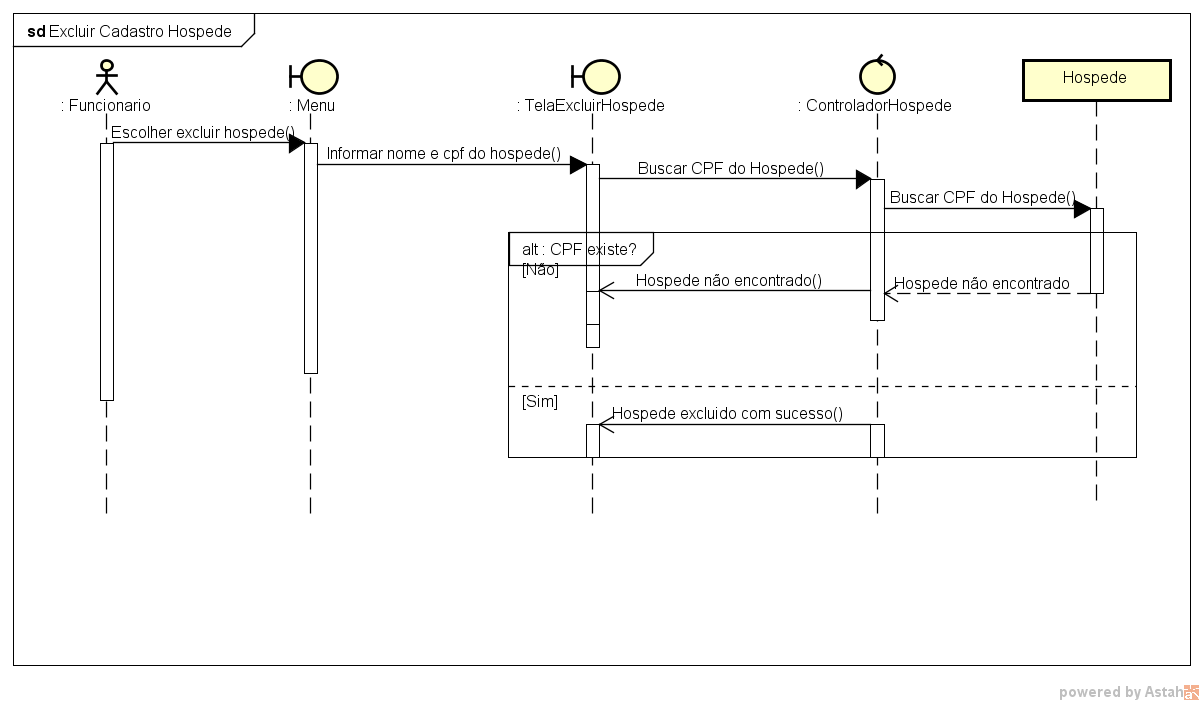 sd Excluir Cadastro Hospede
: Funcionario
: Menu
: TelaExcluirHospede
: ControladorHospede
Hospede
Escolher excluir hospede()
Informar nome e cpf do hospede()
Buscar CPF do Hospede()
Buscar CPF do Hospede()
alt : CPF existe?
[Não]
Hospede não encontrado()
Hospede não encontrado
[Sim]
Hospede excluido com sucesso()
powered by Astah